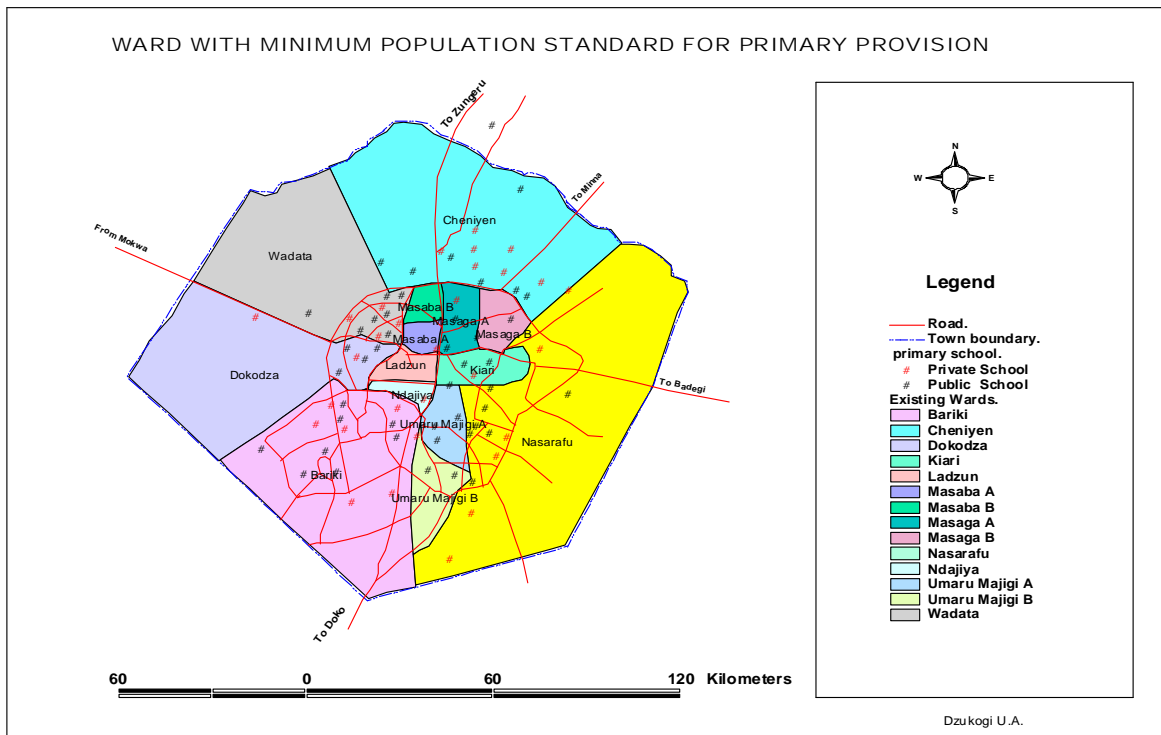 WARD WITH MINIMUM POPULATION STANDARD FOR PRIMARY PROVISION
To Zungeru
To Minna
From Mokwa
Cheniyen
Wadata
Masaba B
Masaga A
Masaba A
Masaga B
Ladzun
Kiari
Dokodza
To Badegi
Ndajiya
Umaru Majigi A
Nasarafu
Bariki
Umaru Majigi B
To Doko
60 0 60 120 Kilometers
N
W E
S
Legend
Road.
Town boundary.
primary school.
# Private School
# Public School
Existing Wards.
Bariki
Cheniyen
Dokodza
Kiari
Ladzun
Masaba A
Masaba B
Masaga A
Masaga B
Nasarafu
Ndajiya
Umaru Majigi A
Umaru Majigi B
Wadata
Dzukogi U.A.